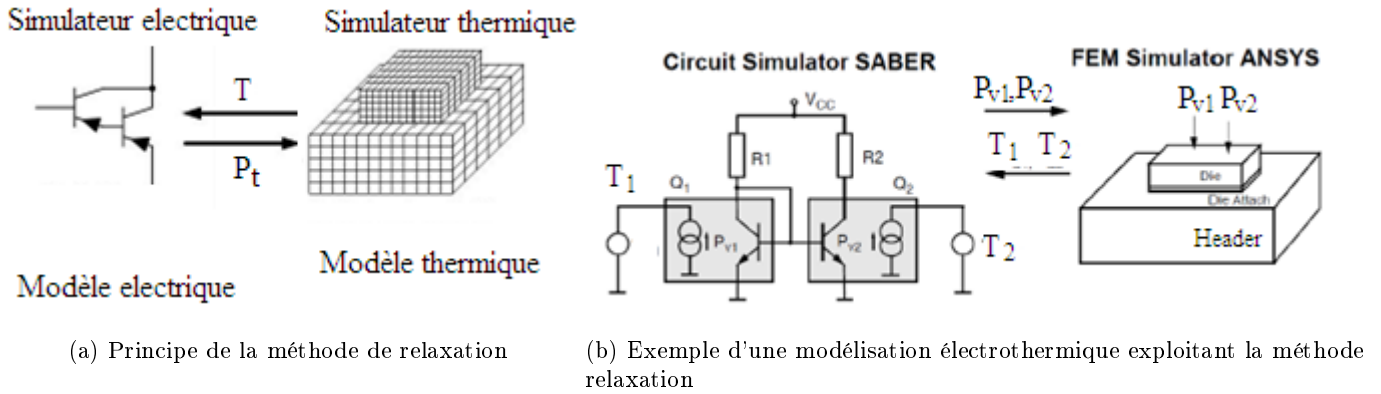 Simulateur electrique
Simulateur thermique
T
Pt
Modèle electrique
Modèle thermique
(a) Principe de la méthode de relaxation
Circuit Simulator SABER
FEM Simulator ANSYS
VCC
R1
R2
T1
Q1
Q2
PV1
PV2
T2
Pv1,Pv2
T1 T2
Pv1 Pv2
Die
Die Attach
Header
(b) Exemple d'une modélisation électrothermique exploitant la méthode
relaxation